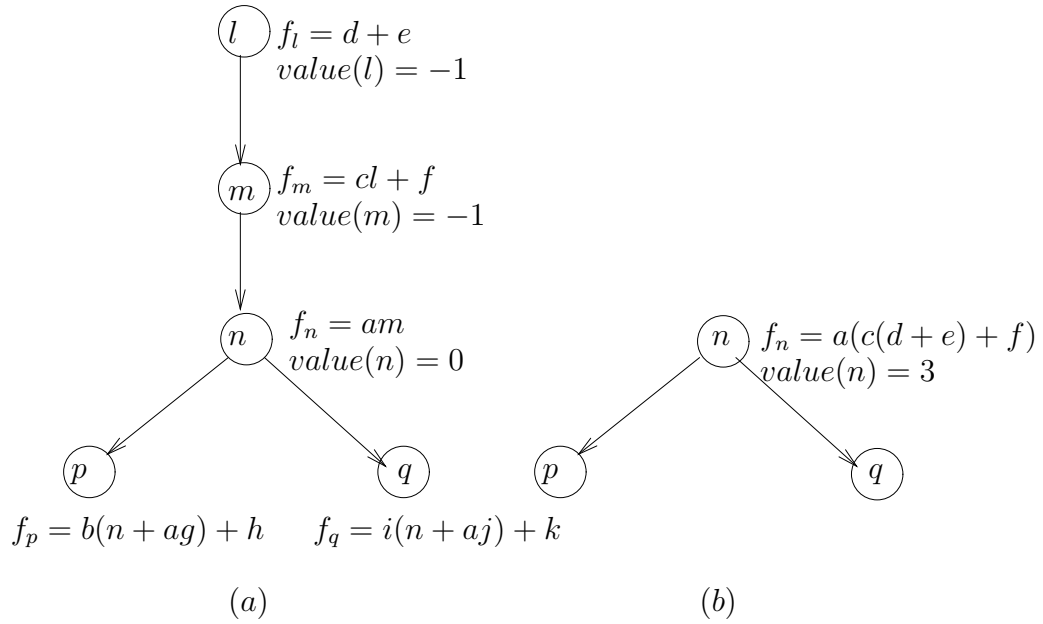 l
f_l = d + e
value(l) = −1
m
f_m = cl + f
value(m) = −1
n
f_n = am
value(n) = 0
p
q
f_p = b(n + ag) + h
f_q = i(n + aj) + k
(a)
n
f_n = a(c(d + e) + f)
value(n) = 3
p
q
(b)